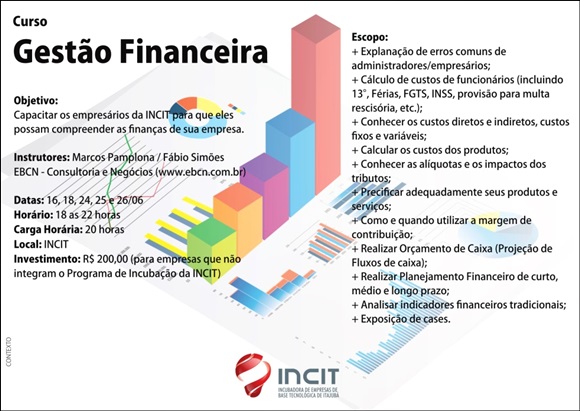 Curso
Gestão Financeira
Objetivo:
Capacitar os empresários da INCIT para que eles
possam compreender as finanças de sua empresa.
Instrutores: Marcos Pamplona / Fábio Simões
EBCN - Consultoria e Negócios (www.ebcn.com.br)
Datas: 16, 18, 24, 25 e 26/06
Horário: 18 as 22 horas
Carga Horária: 20 horas
Local: INCIT
Investimento: R$ 200,00 (para empresas que não
integram o Programa de Incubação da INCIT)
Escopo:
+ Explanação de erros comuns de
administradores/empresários;
+ Cálculo de custos de funcionários (incluindo
13°, Férias, FGTS, INSS, provisão para multa
rescisória, etc.);
+ Conhecer os custos diretos e indiretos, custos
fixos e variáveis;
+ Calcular os custos dos produtos;
+ Conhecer as alíquotas e os impactos dos
tributos;
+ Precificar adequadamente seus produtos e
serviços;
+ Como e quando utilizar a margem de
contribuição;
+ Realizar Orçamento de Caixa (Projeção de
Fluxos de caixa);
+ Realizar Planejamento Financeiro de curto,
médio e longo prazo;
+ Analisar indicadores financeiros tradicionais;
+ Exposição de cases.
CONTEXTO
INCIT
INCUBADORA DE EMPRESAS DE
BASE TECNOLÓGICA DE ITAJUBÁ